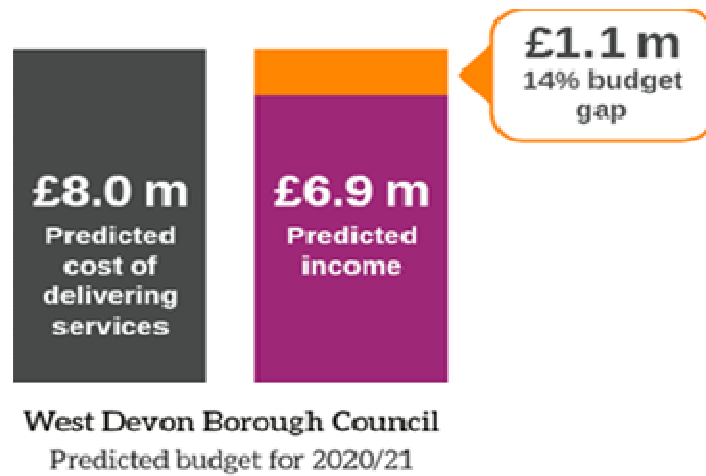 £1.1 m
14% budget
gap
£8.0 m
Predicted
cost of
delivering
services
£6.9 m
Predicted
income
West Devon Borough Council
Predicted budget for 2020/21